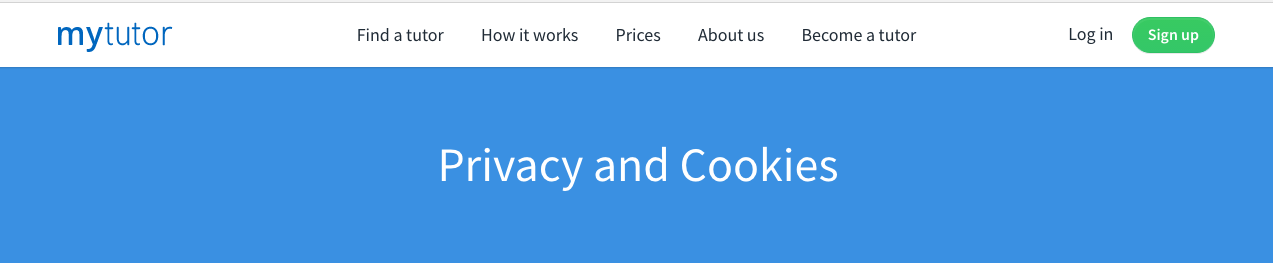 mytutor Find a tutor How it works Prices About us Become a tutor Log in Sign up
Privacy and Cookies